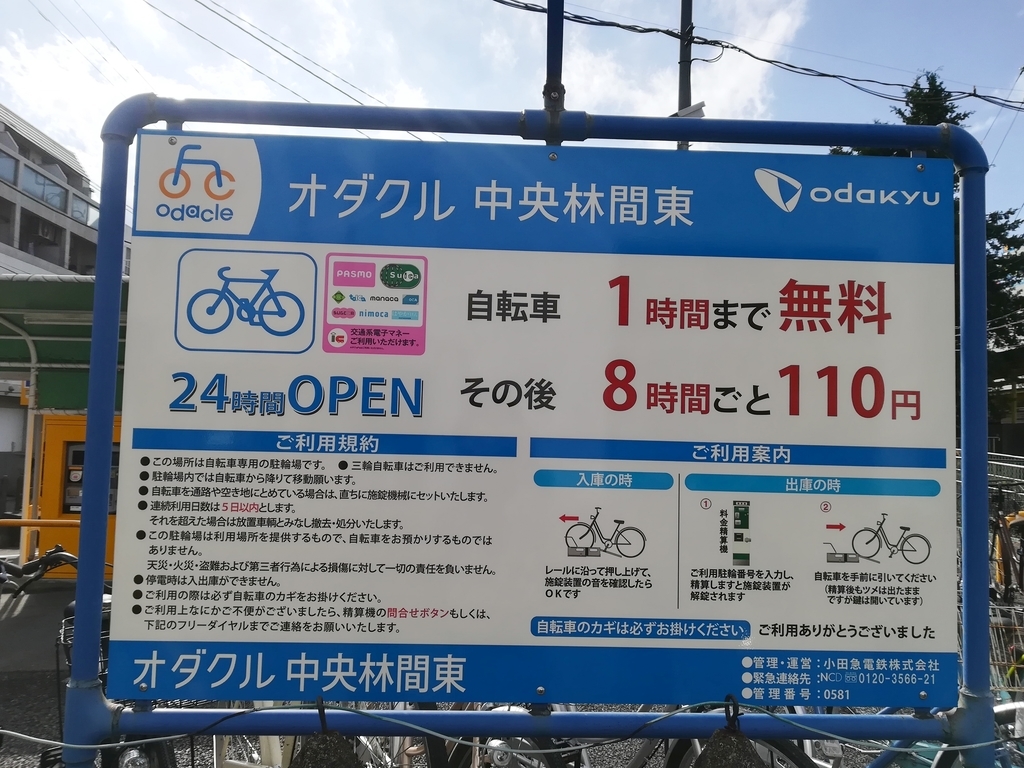 odacle
オダクル 中央林間東
odakyu
PASMO
Suica
manaca
SUGOCA
nimoca
交通系電子マネー
ご利用いただけます。
自転車 1時間まで無料
24時間OPEN
その後 8時間ごと110円
ご利用規約
●この場所は自転車専用の駐輪場です。 ●三輪自転車はご利用できません。
●駐輪場内では自転車から降りて移動願います。
●自転車を通路や空き地にとめている場合は、直ちに施錠機械にセットいたします。
●連続利用日数は5日以内とします。
それを超えた場合は放置車輌とみなし撤去・処分いたします。
●この駐輪場は利用場所を提供するもので、自転車をお預かりするものでは
ありません。
天災・火災・盗難および第三者行為による損傷に対して一切の責任を負いません。
●停電時は入出庫ができません。
●ご利用の際は必ず自転車のカギをお掛けください。
●ご利用上なにかご不便がございましたら、精算機の問合せボタンもしくは、
下記のフリーダイヤルまでご連絡をお願いいたします。
ご利用案内
入庫の時
レールに沿って押し上げて、
施錠装置の音を確認したら
OKです
出庫の時
①
料金精算機
ご利用駐輪番号を入力し、
精算しますと施錠装置が
解錠されます
②
自転車を手前に引いてください
(精算後もツメは出たまま
ですが鍵は開いています)
自転車のカギは必ずお掛けください。
ご利用ありがとうございました
オダクル 中央林間東
●管理・運営:小田急電鉄株式会社
●緊急連絡先:NCD 0120-3566-21
●管理番号:0581